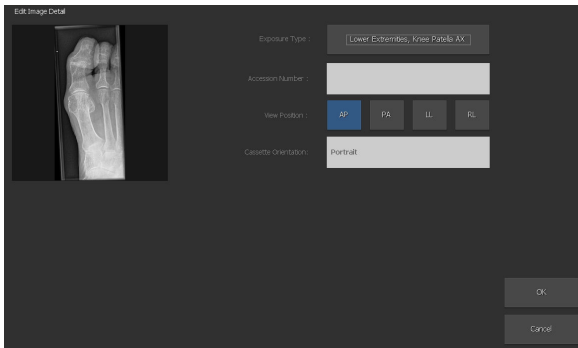 Edit Image Detail
Exposure Type :
Lower Extremities, Knee Patella AX
Accession Number :
View Position :
AP
PA
LL
RL
Cassette Orientation:
Portrait
OK
Cancel